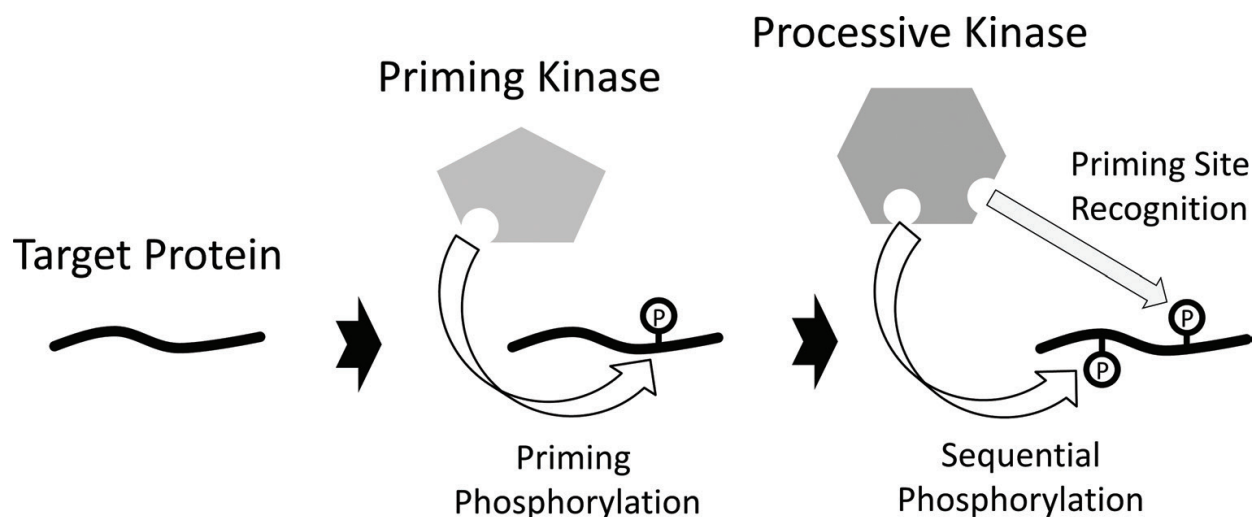 Target Protein
Priming Kinase
P
Priming
Phosphorylation
Processive Kinase
Priming Site
Recognition
P
P
Sequential
Phosphorylation